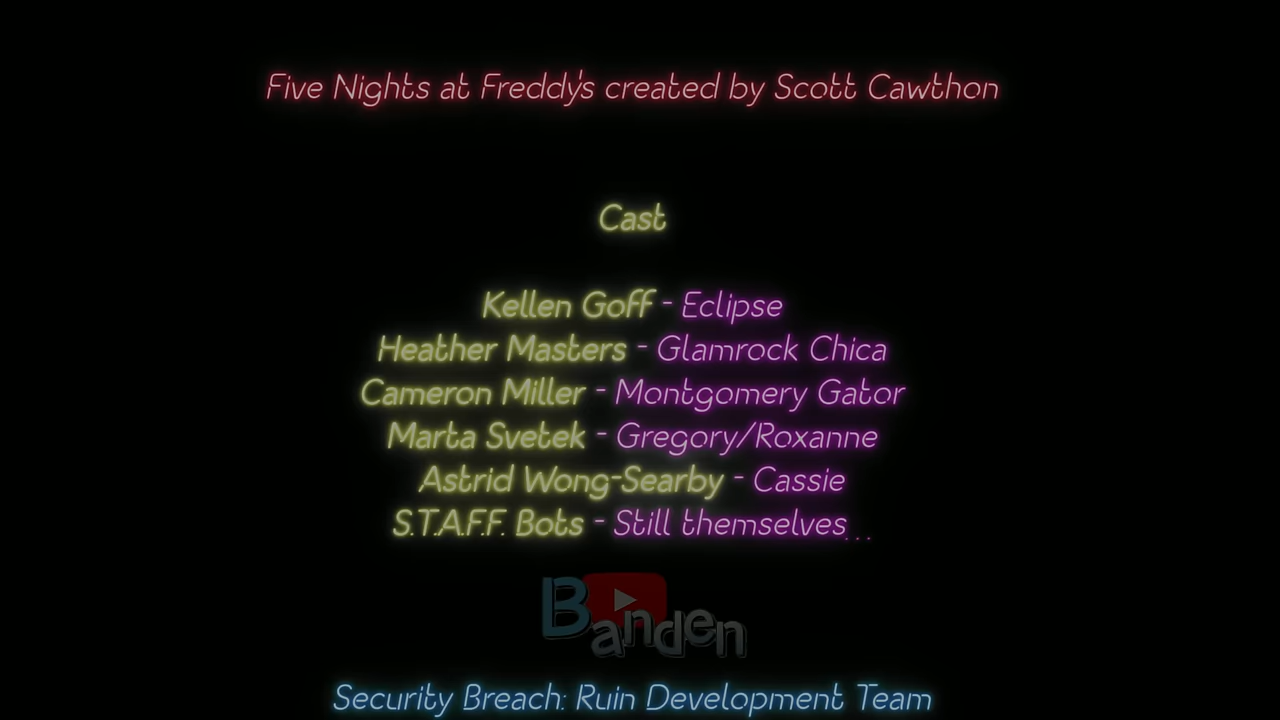 Five Nights at Freddy's created by Scott Cawthon
Cast
Kellen Goff - Eclipse
Heather Masters - Glamrock Chica
Cameron Miller - Montgomery Gator
Marta Svetek - Gregory/Roxanne
Astrid Wong-Searby - Cassie
S.T.A.F.F. Bots - Still themselves...
Banden
Security Breach: Ruin Development Team